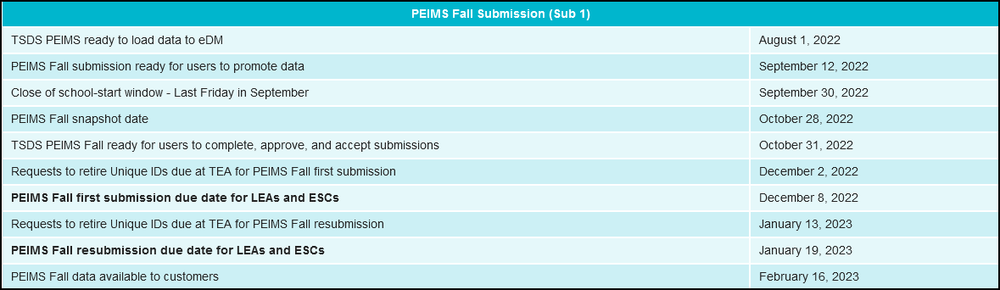 PEIMS Fall Submission (Sub 1)
TSDS PEIMS ready to load data to eDM August 1, 2022
PEIMS Fall submission ready for users to promote data September 12, 2022
Close of school-start window - Last Friday in September September 30, 2022
PEIMS Fall snapshot date October 28, 2022
TSDS PEIMS Fall ready for users to complete, approve, and accept submissions October 31, 2022
Requests to retire Unique IDs due at TEA for PEIMS Fall first submission December 2, 2022
PEIMS Fall first submission due date for LEAs and ESCs December 8, 2022
Requests to retire Unique IDs due at TEA for PEIMS Fall resubmission January 13, 2023
PEIMS Fall resubmission due date for LEAs and ESCs January 19, 2023
PEIMS Fall data available to customers February 16, 2023